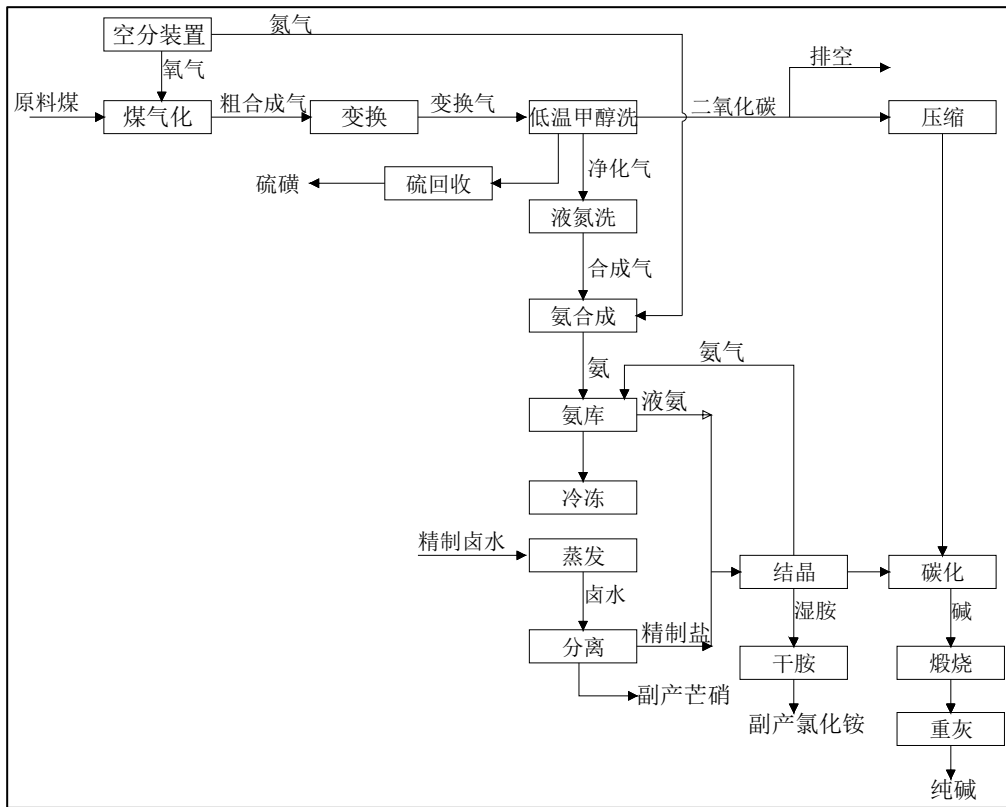 空分装置
氮气
氧气
排空
原料煤
煤气化
粗合成气
变换
变换气
低温甲醇洗
二氧化碳
压缩
硫磺
硫回收
净化气
液氮洗
合成气
氨合成
氨
氨气
氨库
液氨
冷冻
精制卤水
蒸发
结晶
碳化
卤水
湿胺
碱
分离
精制盐
干胺
煅烧
副产芒硝
副产氯化铵
重灰
纯碱